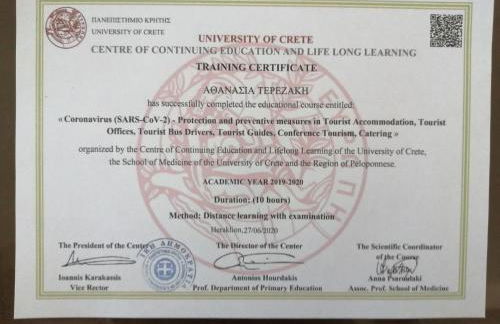 ΠΑΝΕΠΙΣΤΗΜΙΟ ΚΡΗΤΗΣ
UNIVERSITY OF CRETE
UNIVERSITY OF CRETE
CENTRE OF CONTINUING EDUCATION AND LIFE LONG LEARNING
TRAINING CERTIFICATE
ΑΘΑΝΑΣΙΑ ΤΕΡΕΖΑΚΗ
has successfully completed the educational course entitled:
« Coronavirus (SARS-CoV-2) - Protection and preventive measures in Tourist Accommodation, Tourist
Offices, Tourist Bus Drivers, Tourist Guides, Conference Tourism, Catering »
organized by the Centre of Continuing Education and Lifelong Learning of the University of Crete,
the School of Medicine of the University of Crete and the Region of Peloponnese.
ACADEMIC YEAR 2019-2020
Duration: (10 hours)
Method: Distance learning with examination
Heraklion,27/06/2020
The President of the Center The Director of the Center The Scientific Coordinator
of the Course
Ioannis Karakassis Antonios Hourdakis Anna Psaroulaki
Vice Rector Prof. Department of Primary Education Assoc. Prof. School of Medicine